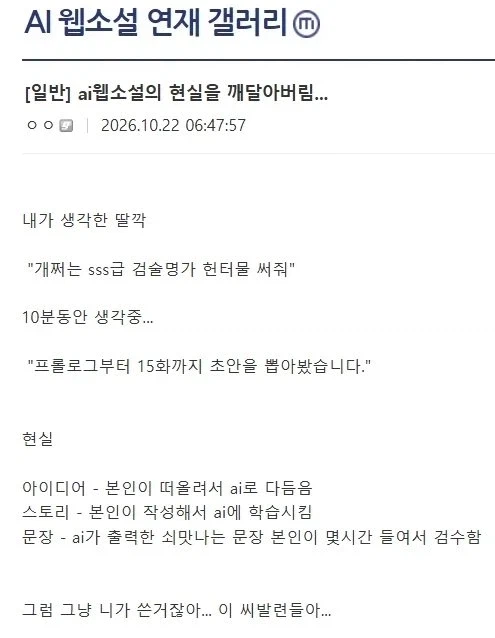 AI 웹소설 연재 갤러리 ⓜ
[일반] ai웹소설의 현실을 깨달아버림...
ㅇㅇ 2026.10.22 06:47:57
내가 생각한 딸깍
"개쩌는 sss급 검술명가 헌터물 써줘"
10분동안 생각중...
"프롤로그부터 15화까지 초안을 뽑아봤습니다."
현실
아이디어 - 본인이 떠올려서 ai로 다듬음
스토리 - 본인이 작성해서 ai에 학습시킴
문장 - ai가 출력한 쇠맛나는 문장 본인이 몇시간 들여서 검수함
그럼 그냥 니가 쓴거잖아... 이 씨발련들아...